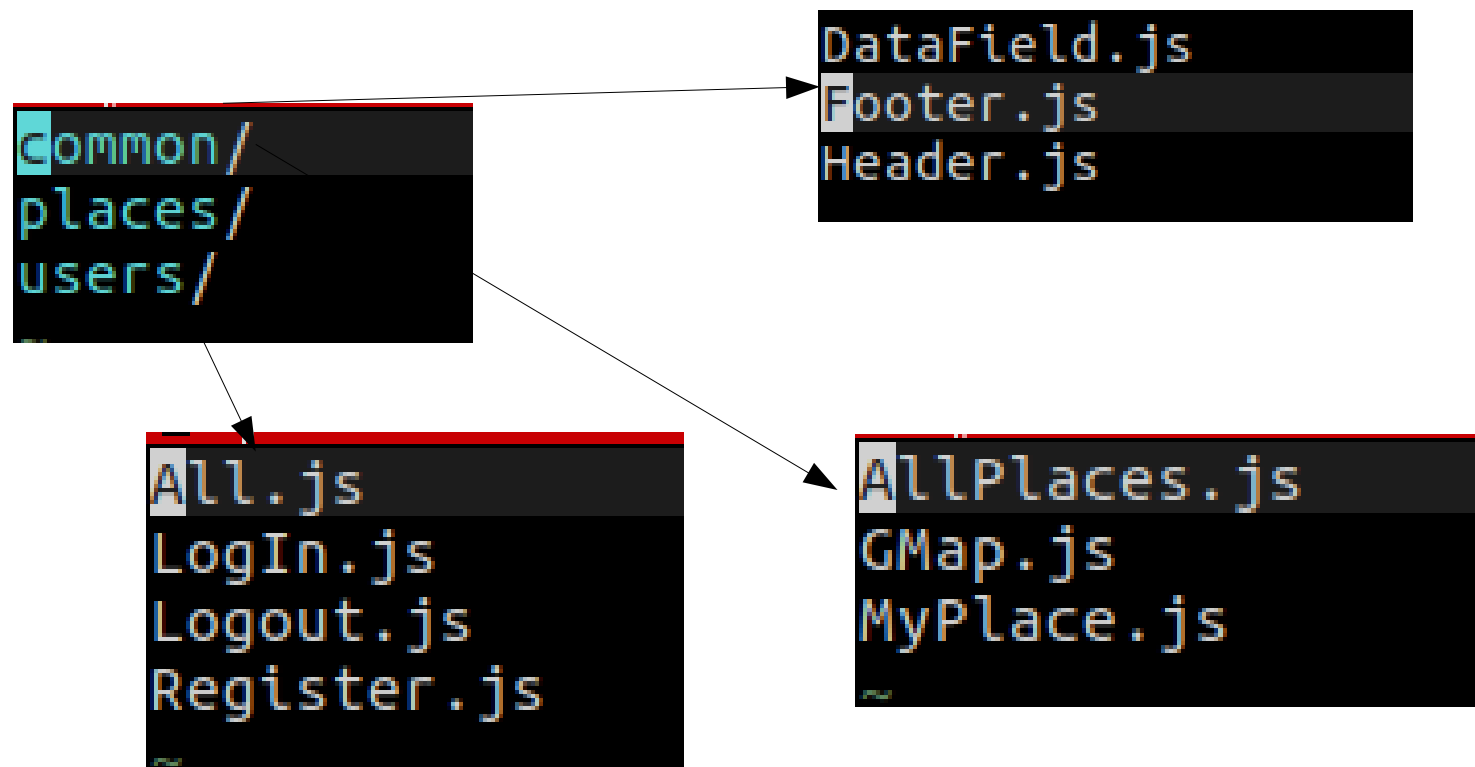 common/
places/
users/
~
DataField.js
Footer.js
Header.js
All.js
LogIn.js
Logout.js
Register.js
~
AllPlaces.js
GMap.js
MyPlace.js
~